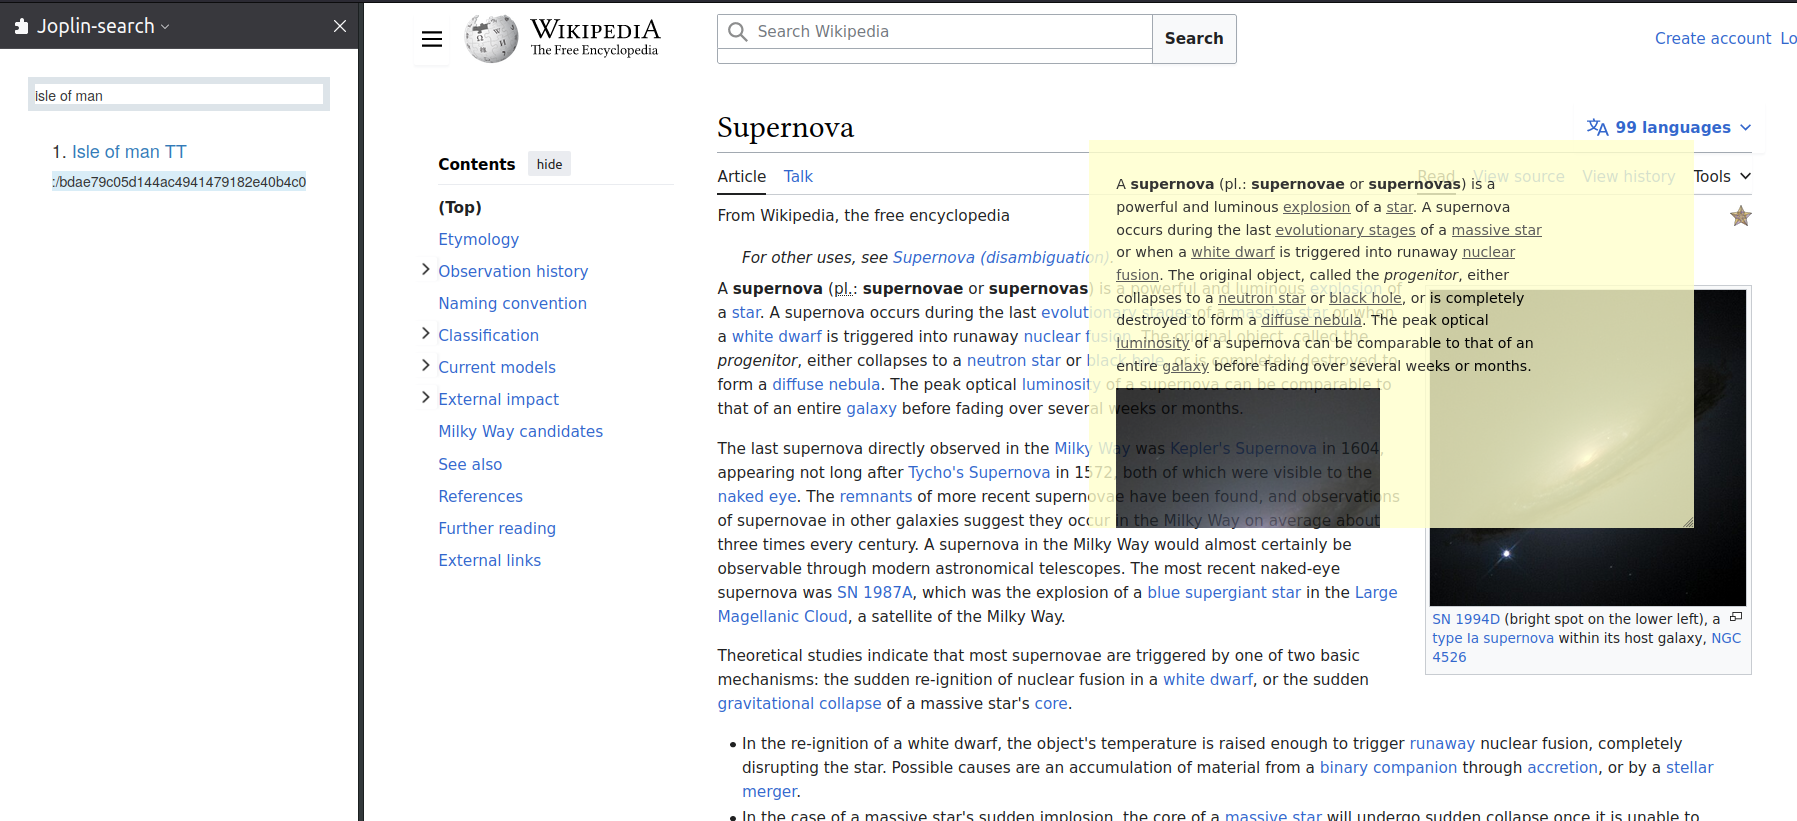 Joplin-search
isle of man
1. Isle of man TT
:/bdae79c05d144ac4941479182e40b4c0
WIKIPEDIA
The Free Encyclopedia
Search Wikipedia
Search
Create account Lo
Contents hide
(Top)
Etymology
Observation history
Naming convention
Classification
Current models
External impact
Milky Way candidates
See also
References
Further reading
External links
Supernova
99 languages
Article Talk
Read View source View history Tools
From Wikipedia, the free encyclopedia
For other uses, see Supernova (disambiguation).
A supernova (pl.: supernovae or supernovas) is a powerful and luminous explosion of
a star. A supernova occurs during the last evolutionary stages of a massive star or when
a white dwarf is triggered into runaway nuclear fusion. The original object, called the
progenitor, either collapses to a neutron star or black hole, or is completely destroyed to
form a diffuse nebula. The peak optical luminosity of a supernova can be comparable to
that of an entire galaxy before fading over several weeks or months.
The last supernova directly observed in the Milky Way was Kepler's Supernova in 1604,
appearing not long after Tycho's Supernova in 1572, both of which were visible to the
naked eye. The remnants of more recent supernovae have been found, and observations
of supernovae in other galaxies suggest they occur in the Milky Way on average about
three times every century. A supernova in the Milky Way would almost certainly be
observable through modern astronomical telescopes. The most recent naked-eye
supernova was SN 1987A, which was the explosion of a blue supergiant star in the Large
Magellanic Cloud, a satellite of the Milky Way.
Theoretical studies indicate that most supernovae are triggered by one of two basic
mechanisms: the sudden re-ignition of nuclear fusion in a white dwarf, or the sudden
gravitational collapse of a massive star's core.
• In the re-ignition of a white dwarf, the object's temperature is raised enough to trigger runaway nuclear fusion, completely
disrupting the star. Possible causes are an accumulation of material from a binary companion through accretion, or by a stellar
merger.
• In the case of a massive star's sudden implosion, the core of a massive star will undergo sudden collapse once it is unable to
A supernova (pl.: supernovae or supernovas) is a
powerful and luminous explosion of a star. A supernova
occurs during the last evolutionary stages of a massive star
or when a white dwarf is triggered into runaway nuclear
fusion. The original object, called the progenitor, either
collapses to a neutron star or black hole, or is completely
destroyed to form a diffuse nebula. The peak optical
luminosity of a supernova can be comparable to that of an
entire galaxy before fading over several weeks or months.
SN 1994D (bright spot on the lower left), a
type Ia supernova within its host galaxy, NGC
4526